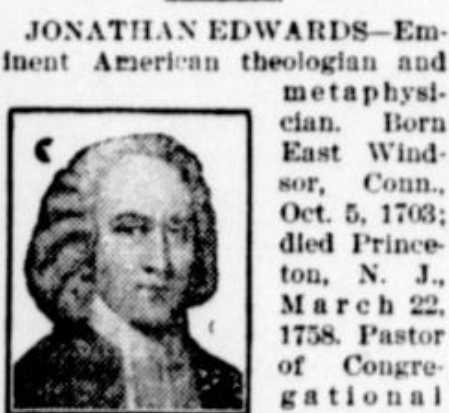 JONATHAN EDWARDS—Em-
inent American theologian and
metaphysi-
cian. Born
East Wind-
sor, Conn.,
Oct. 5, 1703;
died Prince-
ton, N. J.,
March 22,
1758. Pastor
of Congre-
gational